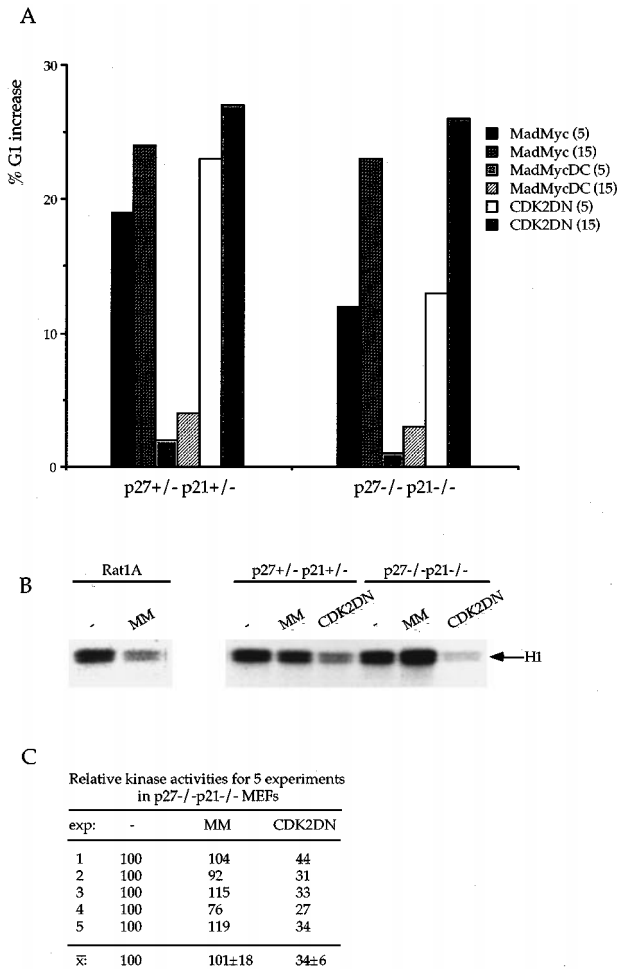 A
% G1 increase
30
20
10
0
p27+/- p21+/-
p27-/- p21-/-
MadMyc (5)
MadMyc (15)
MadMycDC (5)
MadMycDC (15)
CDK2DN (5)
CDK2DN (15)
B
Rat1A
p27+/- p21+/-
p27-/-p21-/-
- MM
- MM CDK2DN
- MM CDK2DN
H1
C
Relative kinase activities for 5 experiments
in p27-/-p21-/- MEFs
exp: - MM CDK2DN
1 100 104 44
2 100 92 31
3 100 115 33
4 100 76 27
5 100 119 34
x̄: 100 101±18 34±6